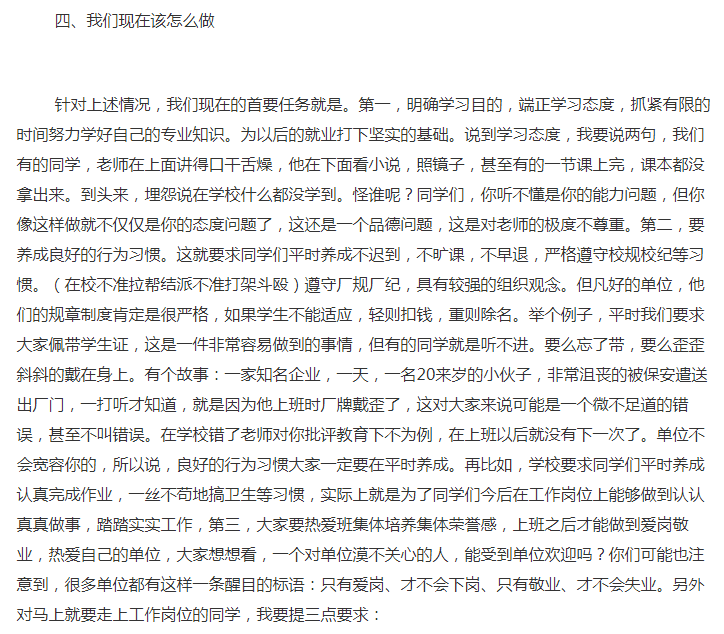 四、我们现在该怎么做
针对上述情况，我们现在的首要任务就是。第一，明确学习目的，端正学习态度，抓紧有限的
时间努力学好自己的专业知识。为以后的就业打下坚实的基础。说到学习态度，我要说两句，我们
有的同学，老师在上面讲得口干舌燥，他在下面看小说，照镜子，甚至有的一节课上完，课本都没
拿出来。到头来，埋怨说在学校什么都没学到。怪谁呢？同学们，你听不懂是你的能力问题，但你
像这样做就不仅仅是你的态度问题了，这还是一个品德问题，这是对老师的极度不尊重。第二，要
养成良好的行为习惯。这就要求同学们平时养成不迟到，不旷课，不早退，严格遵守校规校纪等习
惯。（在校不准拉帮结派不准打架斗殴）遵守厂规厂纪，具有较强的组织观念。但凡好的单位，他
们的规章制度肯定是很严格，如果学生不能适应，轻则扣钱，重则除名。举个例子，平时我们要求
大家佩带学生证，这是一件非常容易做到的事情，但有的同学就是听不进。要么忘了带，要么歪歪
斜斜的戴在身上。有个故事：一家知名企业，一天，一名20来岁的小伙子，非常沮丧的被保安遣送
出厂门，一打听才知道，就是因为他上班时厂牌戴歪了，这对大家来说可能是一个微不足道的错
误，甚至不叫错误。在学校错了老师对你批评教育下不为例，在上班以后就没有下一次了。单位不
会宽容你的，所以说，良好的行为习惯大家一定要在平时养成。再比如，学校要求同学们平时养成
认真完成作业，一丝不苟地搞卫生等习惯，实际上就是为了同学们今后在工作岗位上能够做到认认
真真做事，踏踏实实工作，第三，大家要热爱班集体培养集体荣誉感，上班之后才能做到爱岗敬
业，热爱自己的单位，大家想想看，一个对单位漠不关心的人，能受到单位欢迎吗？你们可能也注
意到，很多单位都有这样一条醒目的标语：只有爱岗、才不会下岗、只有敬业、才不会失业。另外
对马上就要走上工作岗位的同学，我要提三点要求：